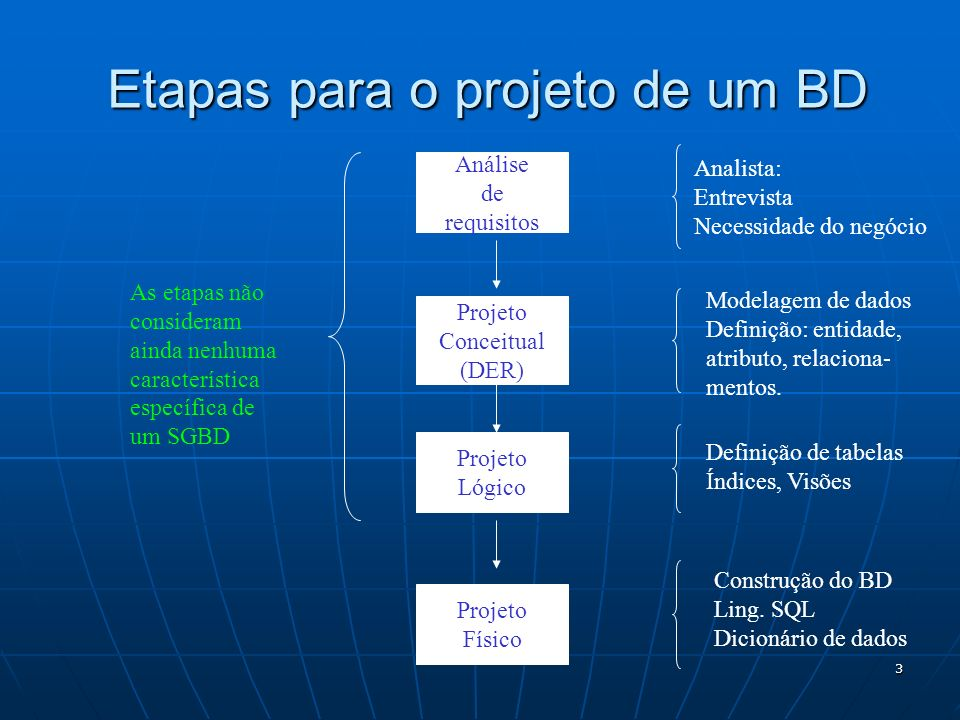 Etapas para o projeto de um BD
Análise
de
requisitos
Analista:
Entrevista
Necessidade do negócio
As etapas não
consideram
ainda nenhuma
característica
específica de
um SGBD
Projeto
Conceitual
(DER)
Modelagem de dados
Definição: entidade,
atributo, relaciona-
mentos.
Projeto
Lógico
Definição de tabelas
Índices, Visões
Projeto
Físico
Construção do BD
Ling. SQL
Dicionário de dados
3